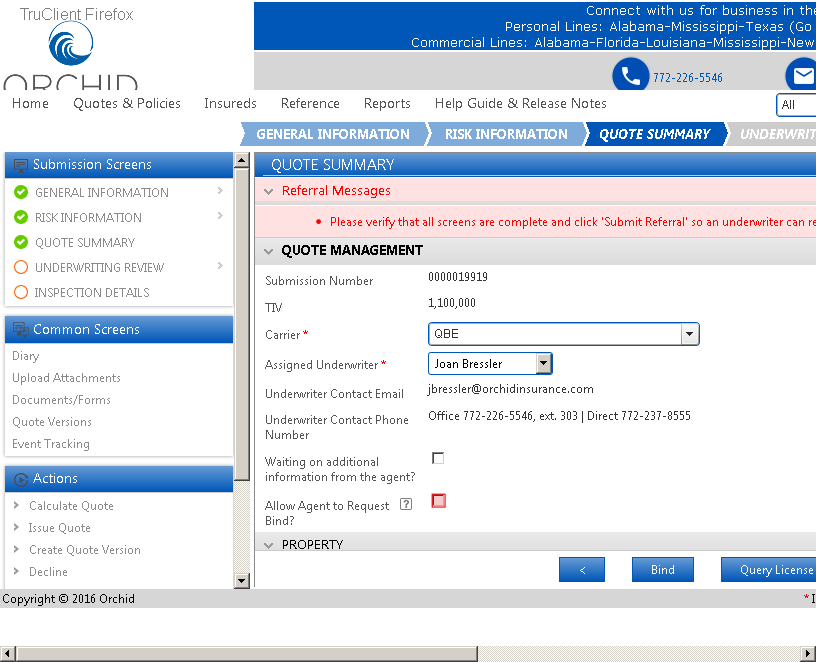 TruClient Firefox
ORCHID
Connect with us for business in the
Personal Lines: Alabama-Mississippi-Texas (Go
Commercial Lines: Alabama-Florida-Louisiana-Mississippi-New
772-226-5546
Home Quotes & Policies Insureds Reference Reports Help Guide & Release Notes All
GENERAL INFORMATION RISK INFORMATION QUOTE SUMMARY UNDERWRIT
Submission Screens
GENERAL INFORMATION
RISK INFORMATION
QUOTE SUMMARY
UNDERWRITING REVIEW
INSPECTION DETAILS
Common Screens
Diary
Upload Attachments
Documents/Forms
Quote Versions
Event Tracking
Actions
Calculate Quote
Issue Quote
Create Quote Version
Decline
QUOTE SUMMARY
Referral Messages
• Please verify that all screens are complete and click 'Submit Referral' so an underwriter can re
QUOTE MANAGEMENT
Submission Number 0000019919
TIV 1,100,000
Carrier * QBE
Assigned Underwriter * Joan Bressler
Underwriter Contact Email jbressler@orchidinsurance.com
Underwriter Contact Phone Office 772-226-5546, ext. 303 | Direct 772-237-8555
Number
Waiting on additional
information from the agent?
Allow Agent to Request ?
Bind?
PROPERTY
< Bind Query License
Copyright © 2016 Orchid * I